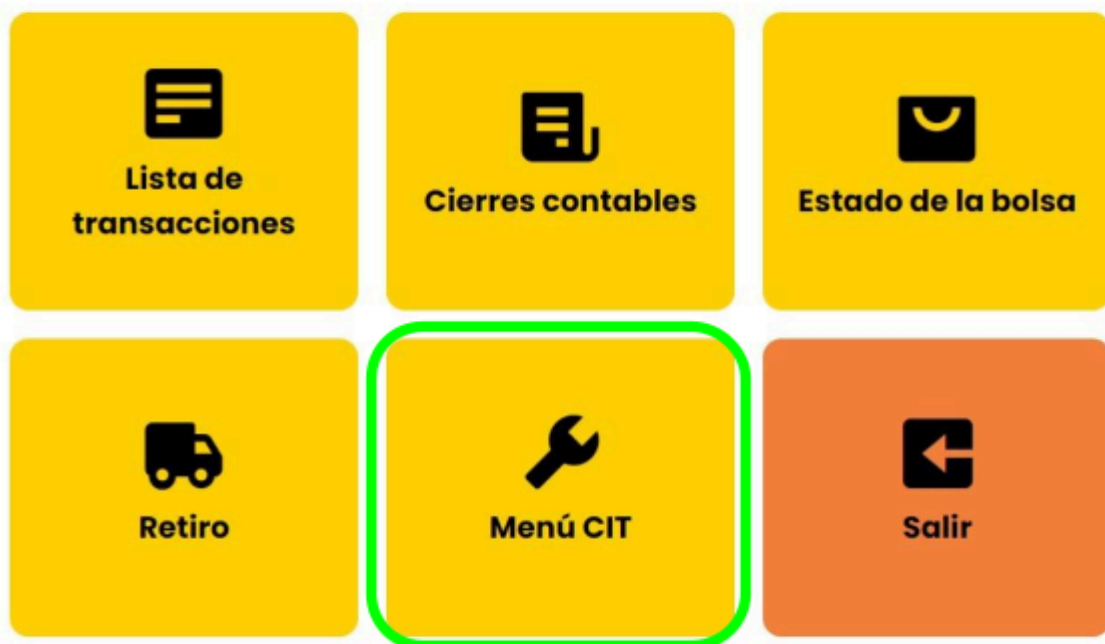 Lista de
transacciones
Cierres contables
Estado de la bolsa
Retiro
Menú CIT
Salir